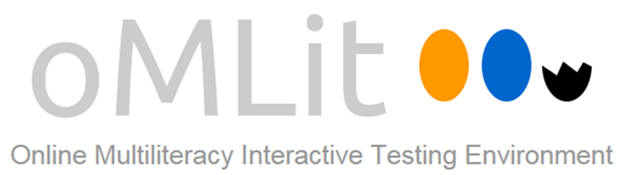 oMLit
Online Multiliteracy Interactive Testing Environment